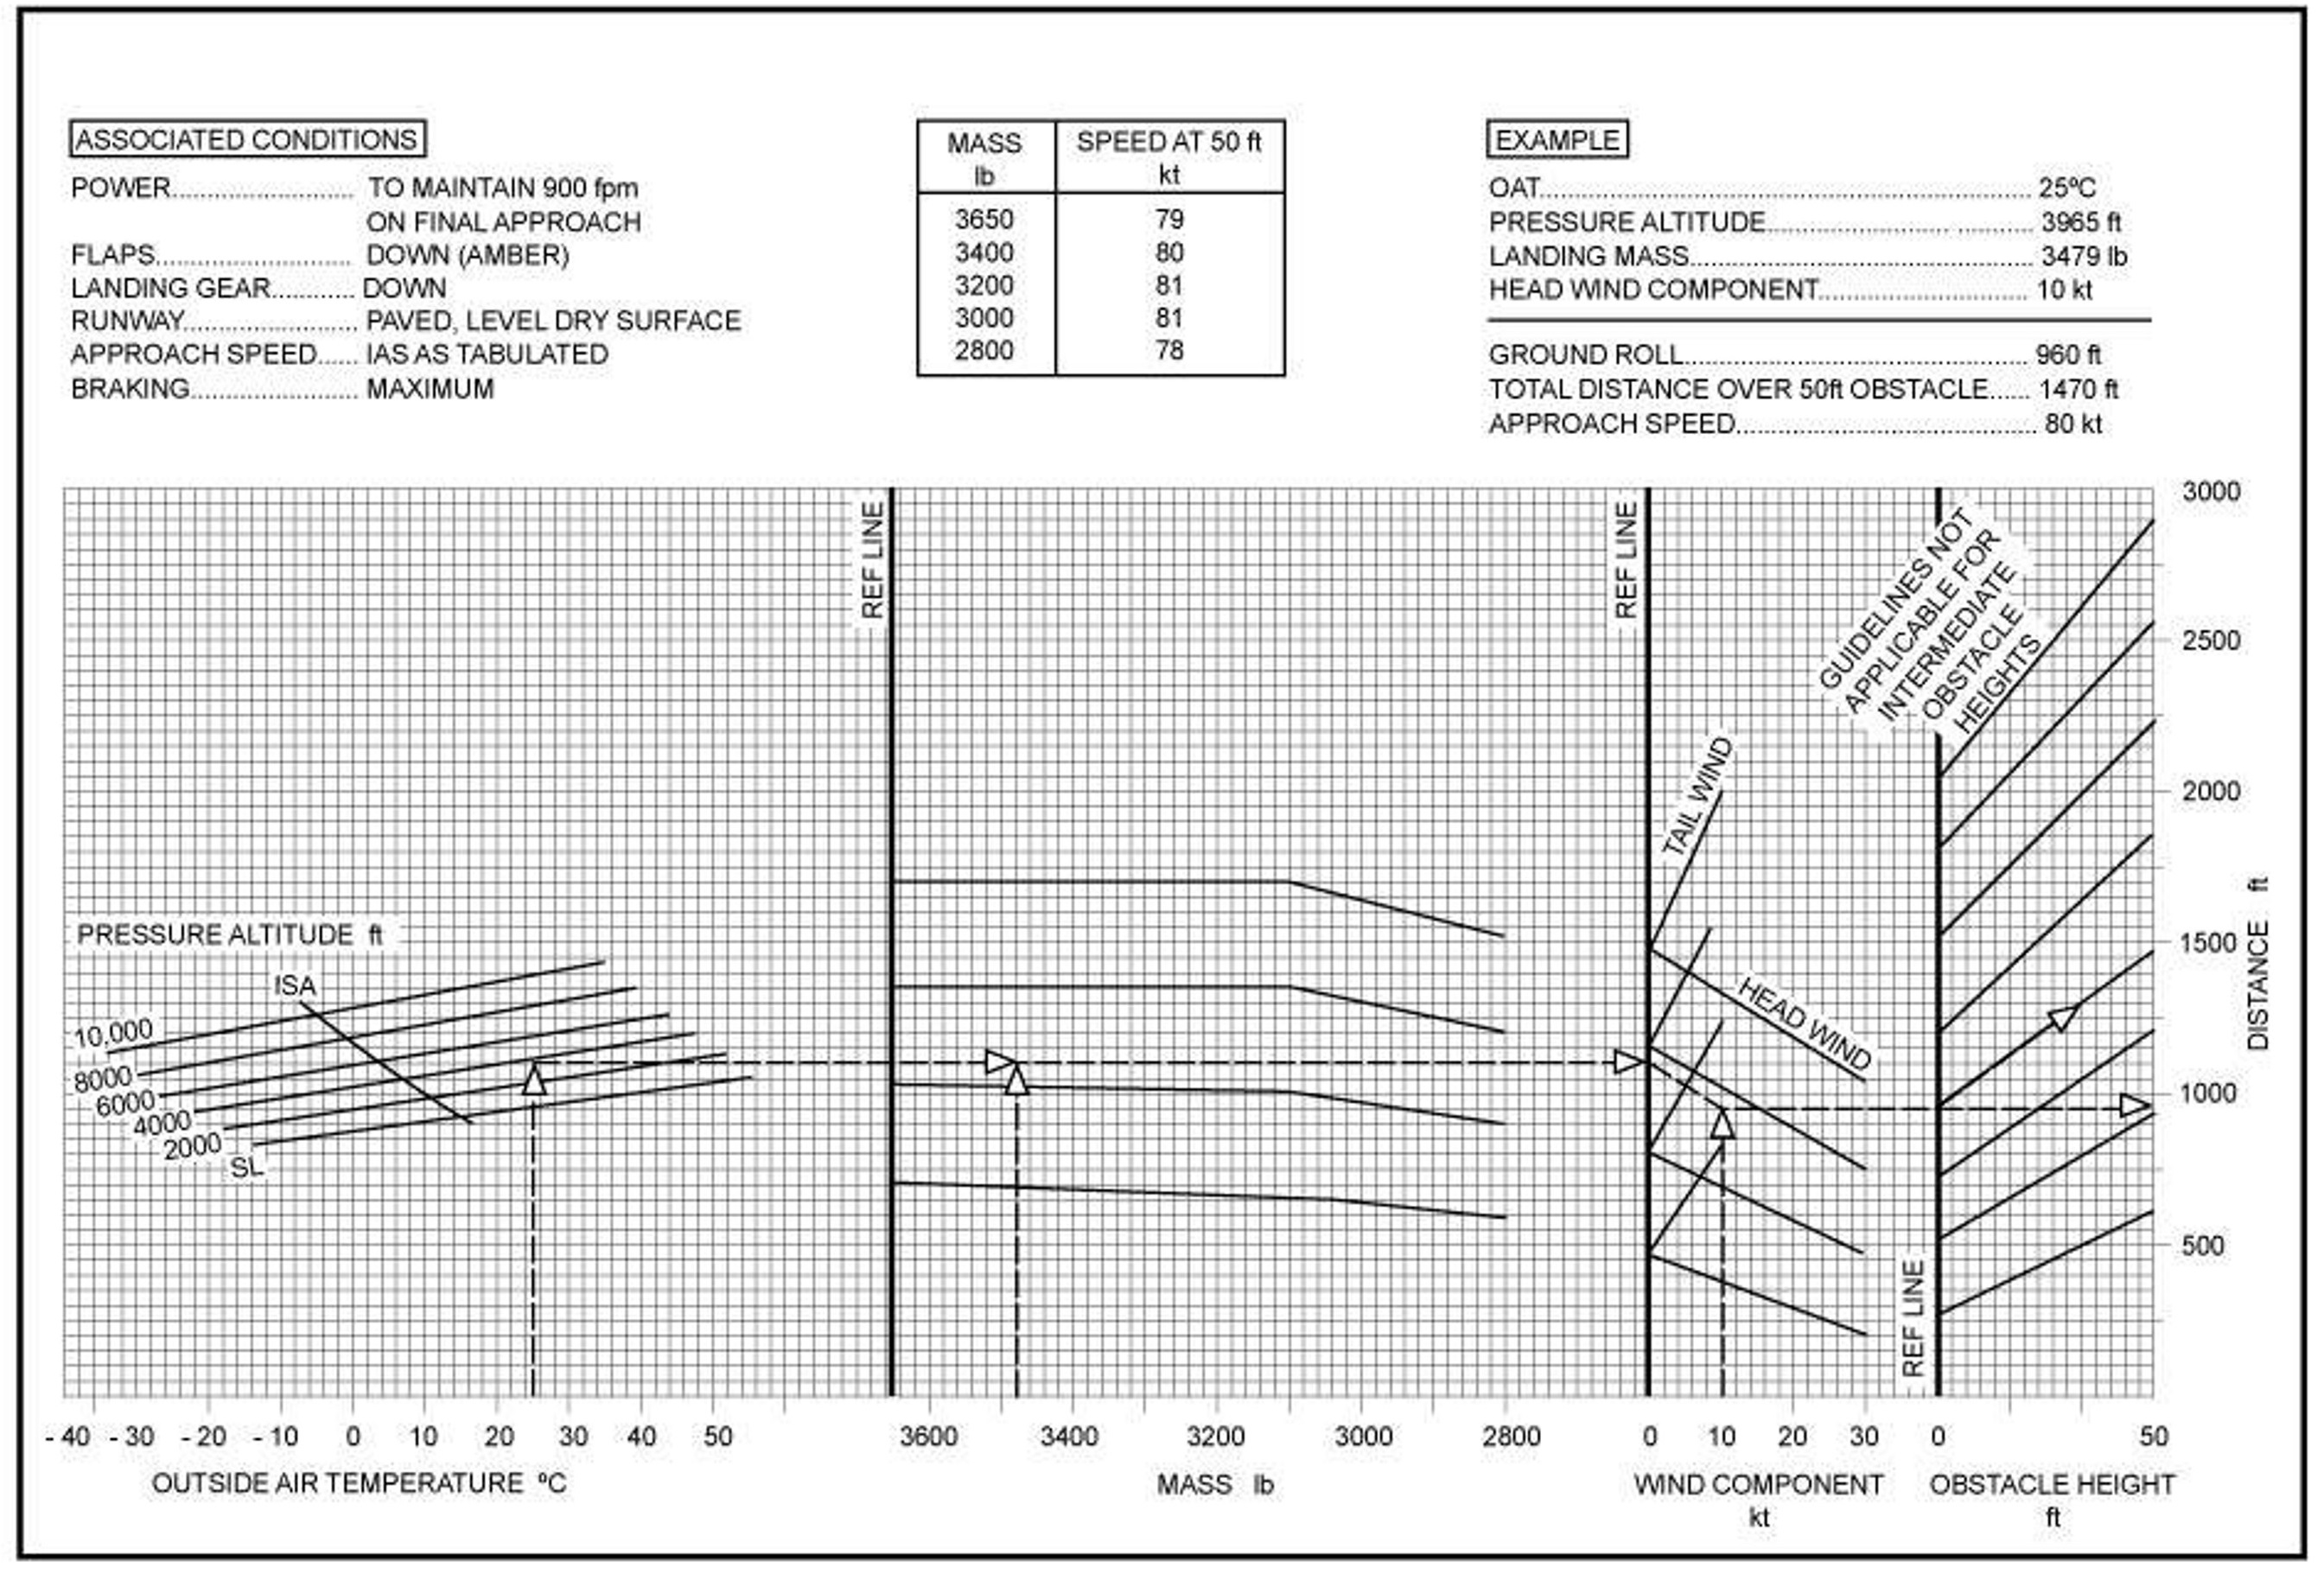 ASSOCIATED CONDITIONS
POWER.......................... TO MAINTAIN 900 fpm
ON FINAL APPROACH
FLAPS............................ DOWN (AMBER)
LANDING GEAR............ DOWN
RUNWAY......................... PAVED, LEVEL DRY SURFACE
APPROACH SPEED...... IAS AS TABULATED
BRAKING........................ MAXIMUM
MASS lb SPEED AT 50 ft kt
3650 79
3400 80
3200 81
3000 81
2800 78
EXAMPLE
OAT.................................................................. 25ºC
PRESSURE ALTITUDE.................................... 3965 ft
LANDING MASS............................................... 3479 lb
HEAD WIND COMPONENT............................. 10 kt
GROUND ROLL............................................... 960 ft
TOTAL DISTANCE OVER 50ft OBSTACLE...... 1470 ft
APPROACH SPEED......................................... 80 kt
REF LINE
REF LINE
GUIDELINES NOT
APPLICABLE FOR
INTERMEDIATE
OBSTACLE
HEIGHTS
3000
2500
2000
1500
1000
500
DISTANCE ft
TAIL WIND
HEAD WIND
REF LINE
PRESSURE ALTITUDE ft
ISA
10,000
8000
6000
4000
2000
SL
- 40 - 30 - 20 - 10 0 10 20 30 40 50
OUTSIDE AIR TEMPERATURE ºC
3600 3400 3200 3000 2800
MASS lb
0 10 20 30
WIND COMPONENT
kt
0 50
OBSTACLE HEIGHT
ft